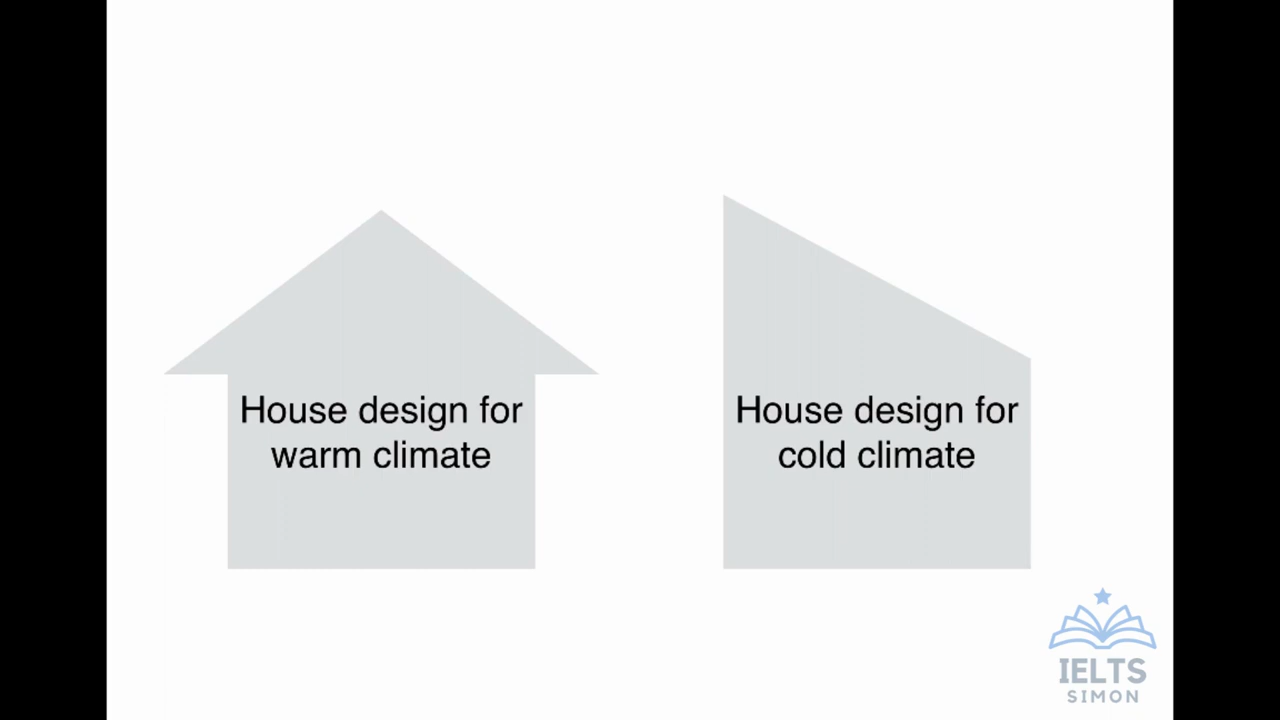 House design for
warm climate
House design for
cold climate
IELTS
SIMON